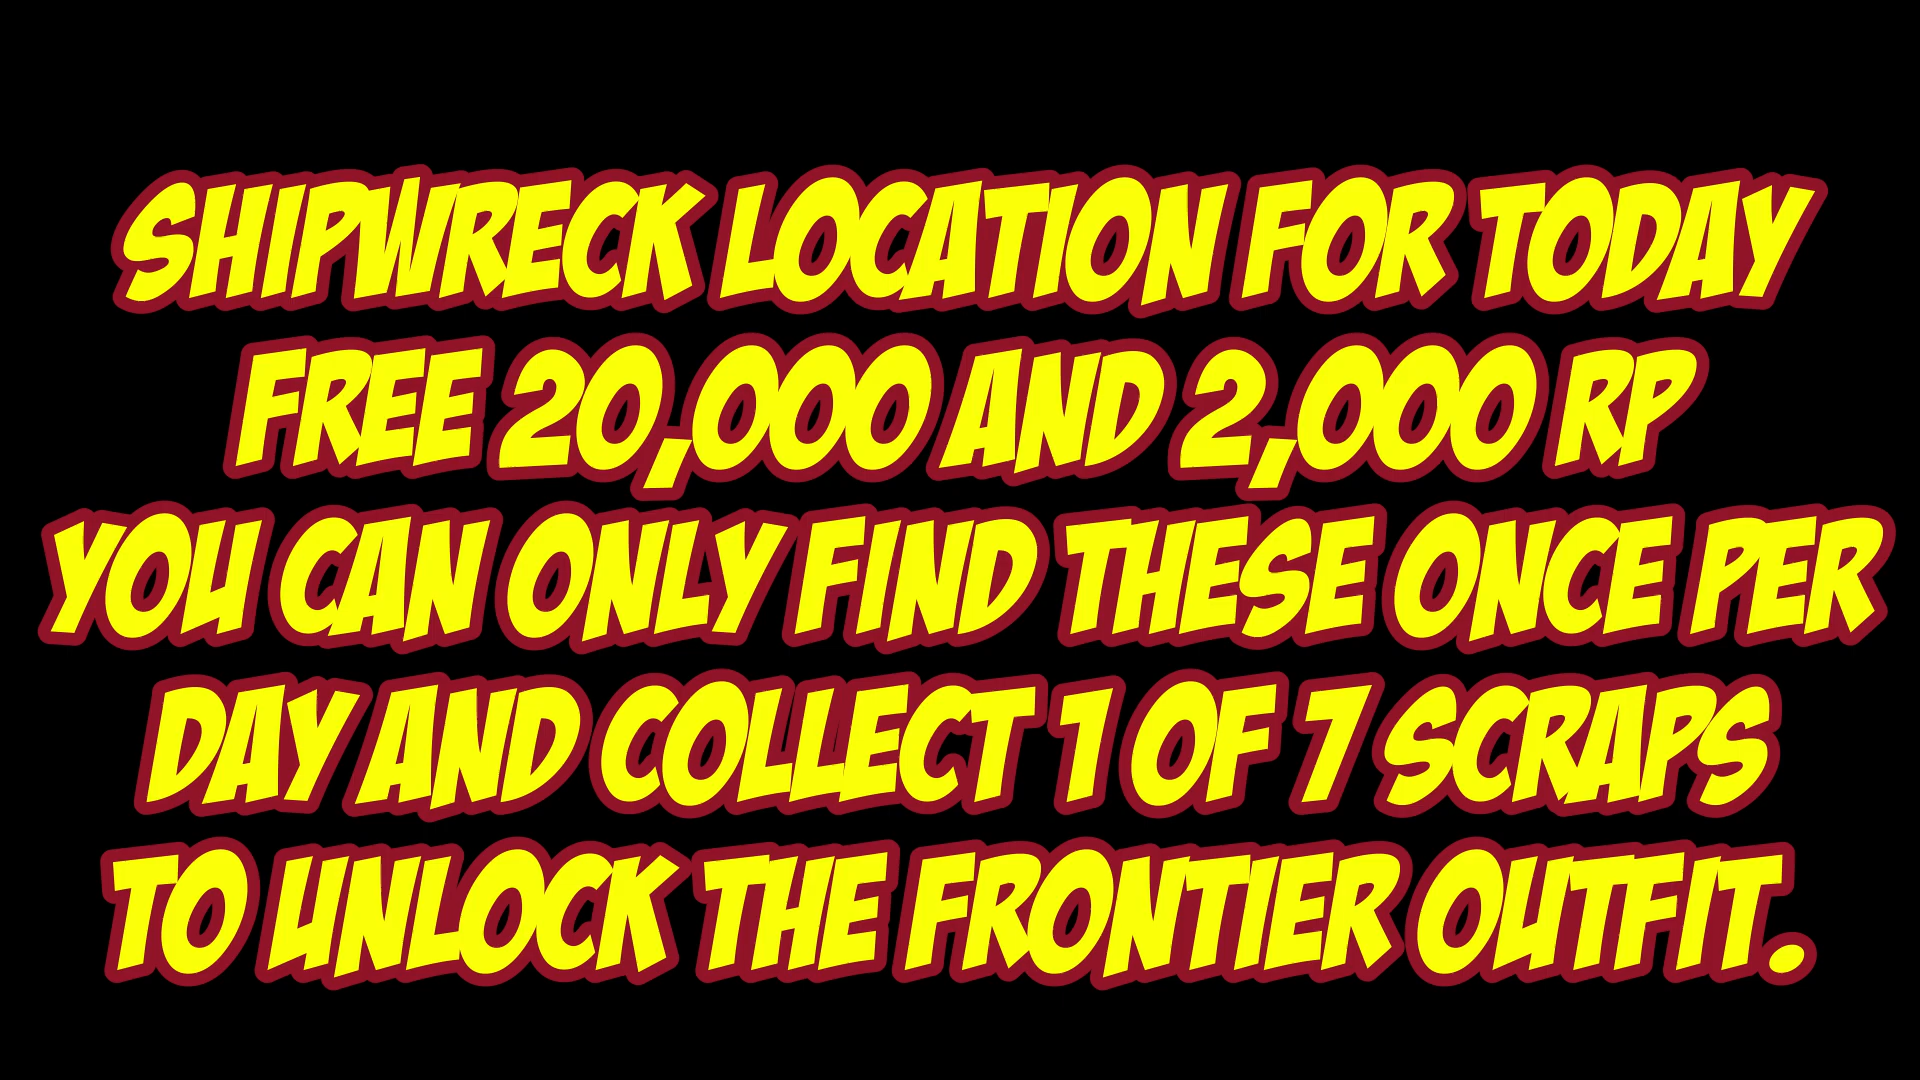 SHIPWRECK LOCATION FOR TODAY
FREE 20,000 AND 2,000 RP
YOU CAN ONLY FIND THESE ONCE PER
DAY AND COLLECT 1 OF 7 SCRAPS
TO UNLOCK THE FRONTIER OUTFIT.